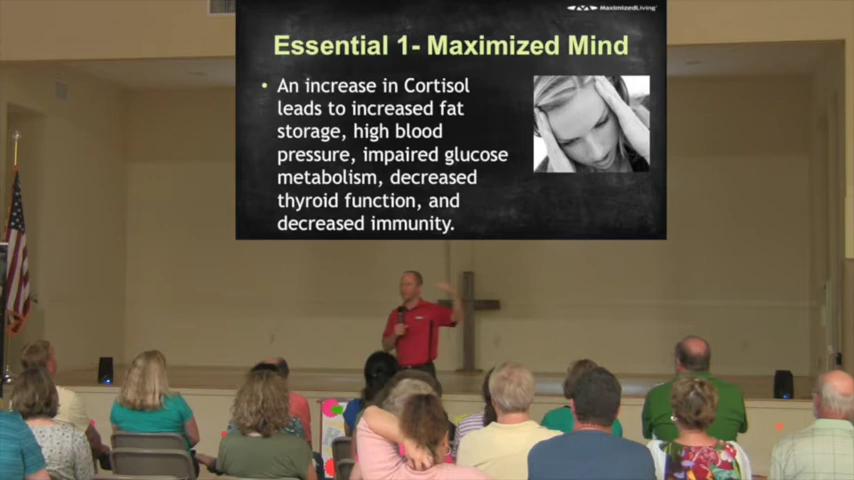 MaximizedLiving
Essential 1- Maximized Mind
• An increase in Cortisol
leads to increased fat
storage, high blood
pressure, impaired glucose
metabolism, decreased
thyroid function, and
decreased immunity.